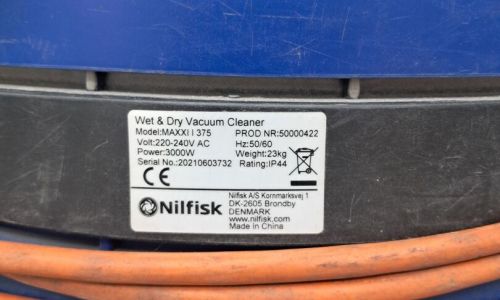 Wet & Dry Vacuum Cleaner
Model:MAXXI I 375 PROD NR:50000422
Volt:220-240V AC Hz:50/60
Power:3000W Weight:23kg
Serial No.:20210603732 Rating:IP44
CE
Nilfisk
Nilfisk A/S Kornmarksvej 1
DK-2605 Brondby
DENMARK
www.nilfisk.com
Made in China